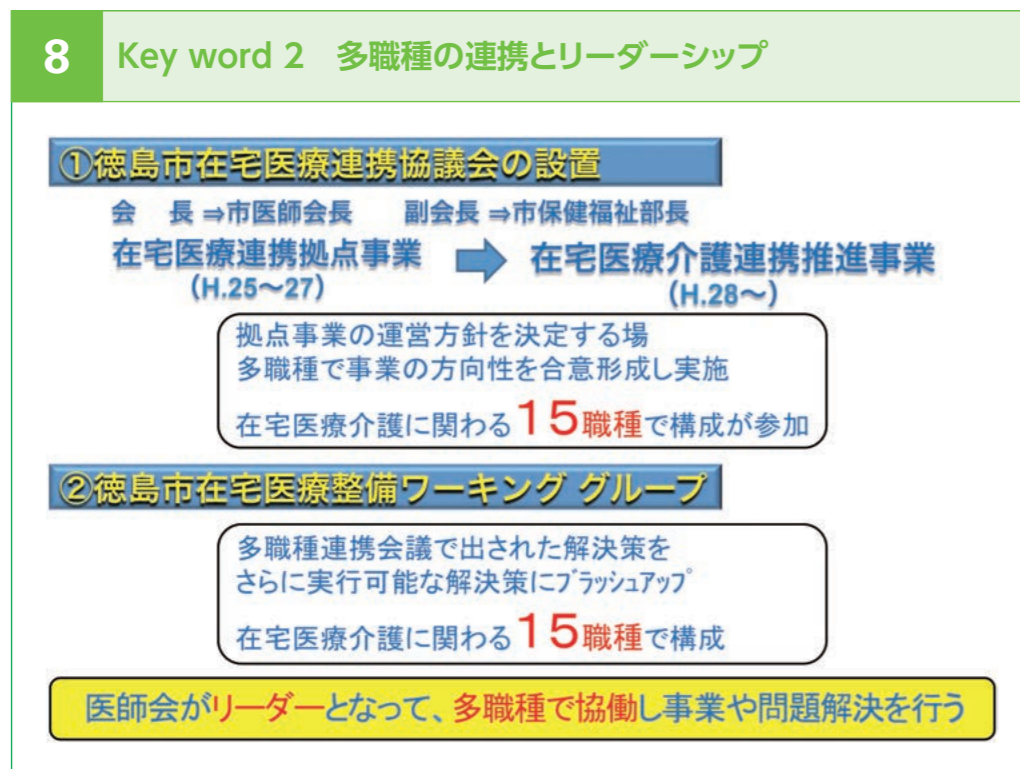 8 Key word 2 多職種の連携とリーダーシップ
①徳島市在宅医療連携協議会の設置
会 長 ⇒市医師会長 副会長 ⇒市保健福祉部長
在宅医療連携拠点事業 在宅医療介護連携推進事業
(H.25～27) (H.28～)
拠点事業の運営方針を決定する場
多職種で事業の方向性を合意形成し実施
在宅医療介護に関わる15職種で構成が参加
②徳島市在宅医療整備ワーキング グループ
多職種連携会議で出された解決策を
さらに実行可能な解決策にﾌﾞﾗｯｼｭｱｯﾌﾟ
在宅医療介護に関わる15職種で構成
医師会がリーダーとなって、多職種で協働し事業や問題解決を行う